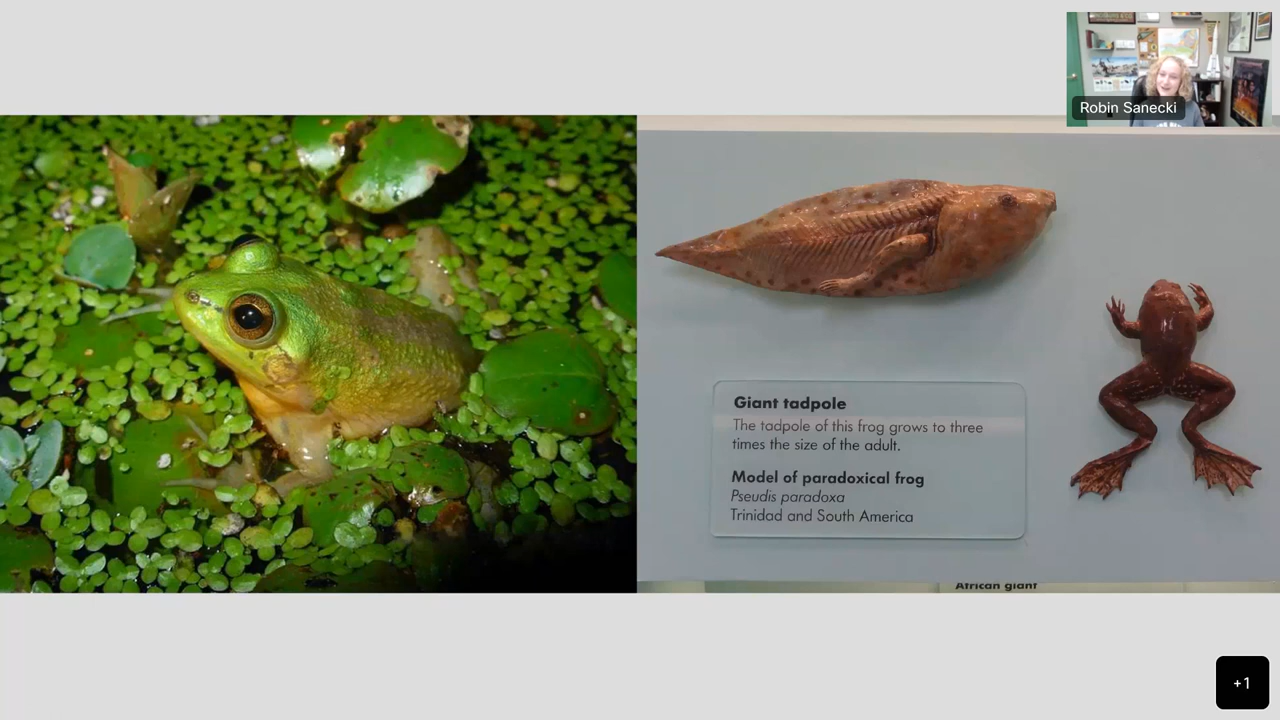 Robin Sanecki
Giant tadpole
The tadpole of this frog grows to three
times the size of the adult.
Model of paradoxical frog
Pseudis paradoxa
Trinidad and South America
African giant
+1